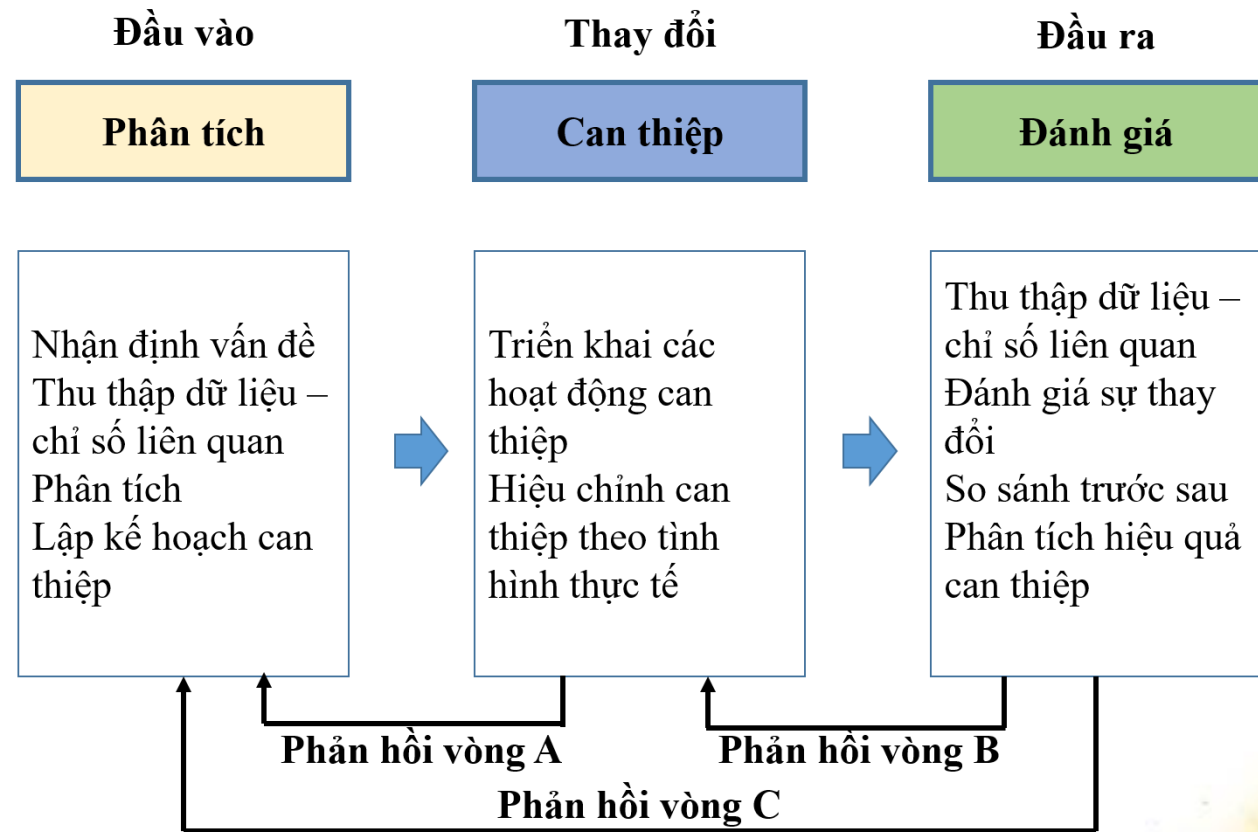 Đầu vào
Thay đổi
Đầu ra
Phân tích
Can thiệp
Đánh giá
Nhận định vấn đề
Thu thập dữ liệu –
chỉ số liên quan
Phân tích
Lập kế hoạch can
thiệp
Triển khai các
hoạt động can
thiệp
Hiệu chỉnh can
thiệp theo tình
hình thực tế
Thu thập dữ liệu –
chỉ số liên quan
Đánh giá sự thay
đổi
So sánh trước sau
Phân tích hiệu quả
can thiệp
Phản hồi vòng A
Phản hồi vòng B
Phản hồi vòng C